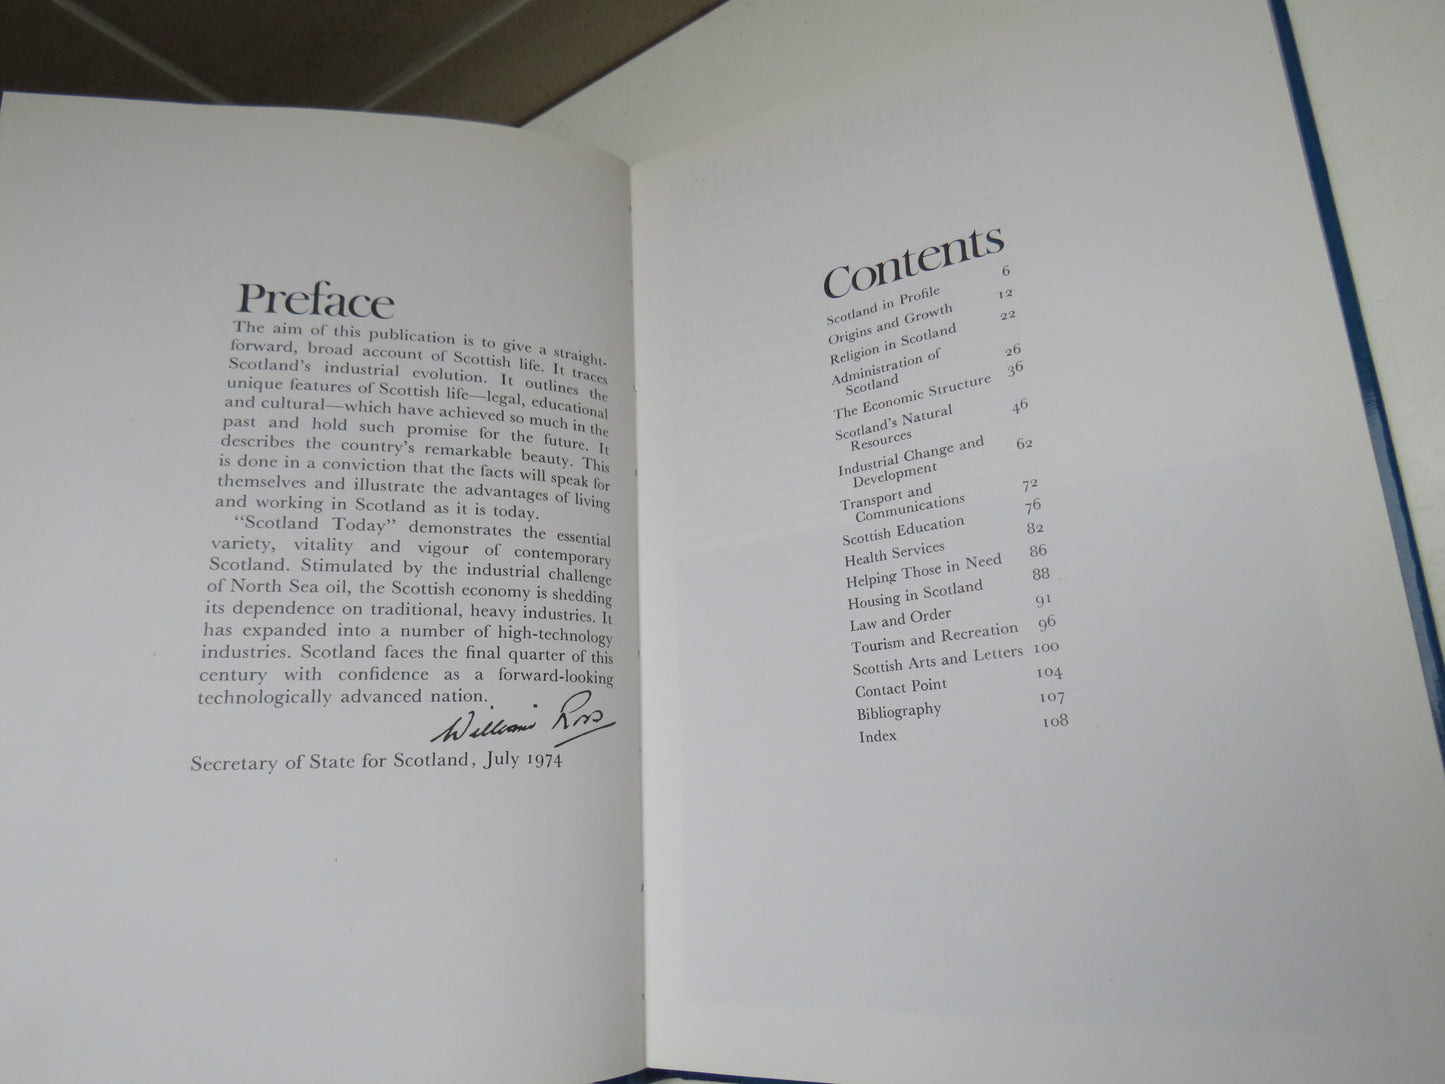 Preface
The aim of this publication is to give a straight-
forward, broad account of Scottish life. It traces
Scotland's industrial evolution. It outlines the
unique features of Scottish life—legal, educational
and cultural—which have achieved so much in the
past and hold such promise for the future. It
describes the country's remarkable beauty. This
is done in a conviction that the facts will speak for
themselves and illustrate the advantages of living
and working in Scotland as it is today.
"Scotland Today" demonstrates the essential
variety, vitality and vigour of contemporary
Scotland. Stimulated by the industrial challenge
of North Sea oil, the Scottish economy is shedding
its dependence on traditional, heavy industries. It
has expanded into a number of high-technology
industries. Scotland faces the final quarter of this
century with confidence as a forward-looking
technologically advanced nation.
William Ross
Secretary of State for Scotland, July 1974
Contents
Scotland in Profile 6
Origins and Growth 12
Religion in Scotland 22
Administration of
Scotland 26
The Economic Structure 36
Scotland's Natural
Resources 46
Industrial Change and
Development 62
Transport and
Communications 72
Scottish Education 76
Health Services 82
Helping Those in Need 86
Housing in Scotland 88
Law and Order 91
Tourism and Recreation 96
Scottish Arts and Letters 100
Contact Point 104
Bibliography 107
Index 108